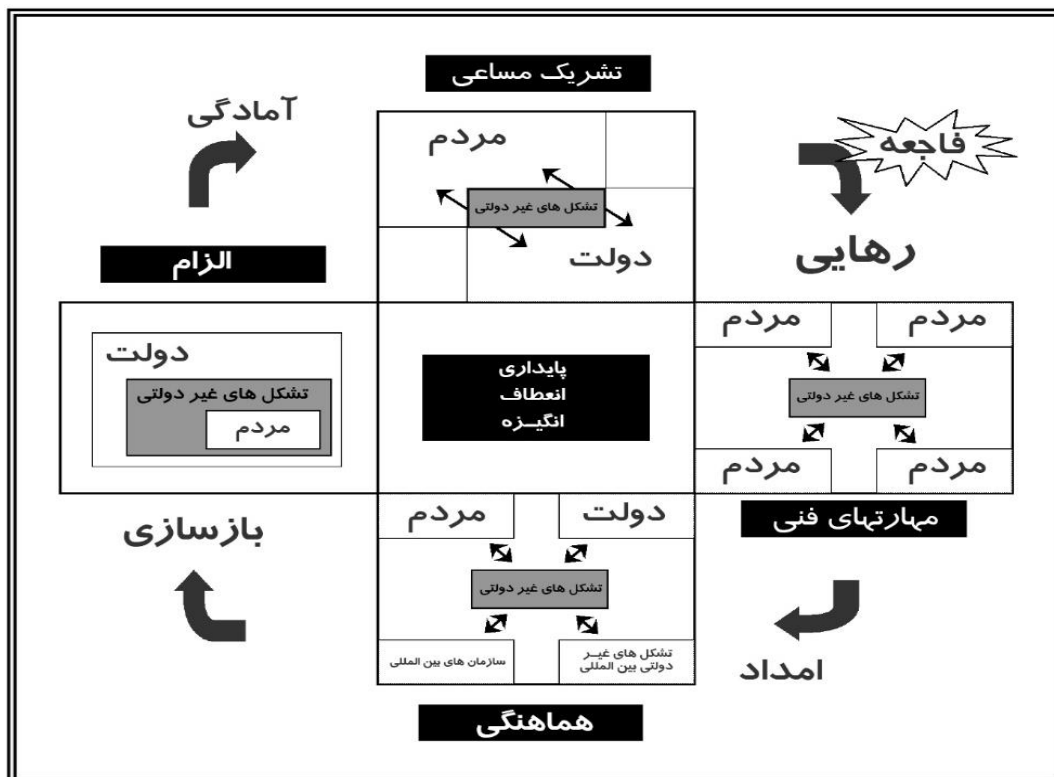 تشریک مساعی
آمادگی
فاجعه
مردم
تشکل های غیر دولتی
دولت
رهایی
الزام
مردم
مردم
دولت
تشکل های غیر دولتی
مردم
پایداری
انعطاف
انگیـزه
تشکل های غیر دولتی
مردم
مردم
مهارتهای فنی
بازسازی
دولت
مردم
تشکل های غیر دولتی
تشکل های غیـر
دولتی بین المللی
سازمان های بین المللی
امداد
هماهنگی